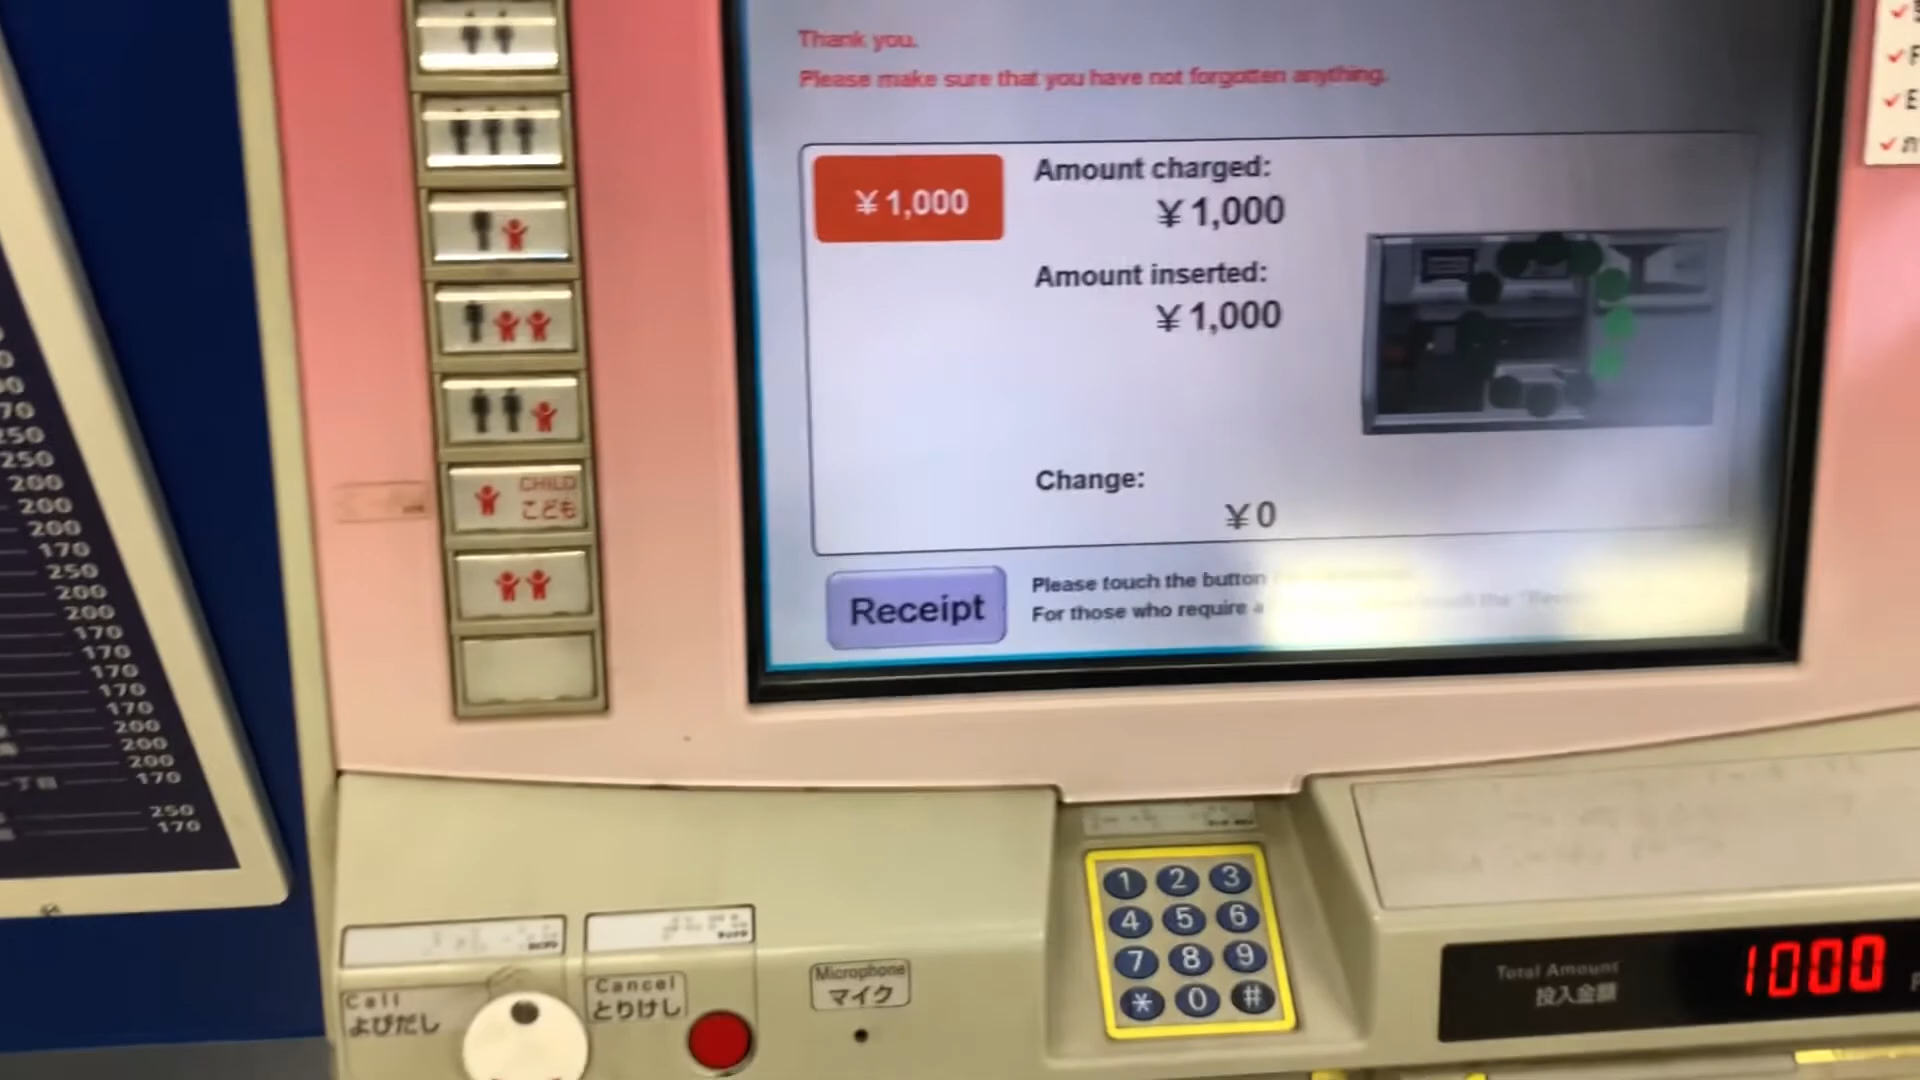 Thank you.
Please make sure that you have not forgotten anything.
¥1,000
Amount charged:
¥1,000
Amount inserted:
¥1,000
Change:
¥0
Receipt
Please touch the button
For those who require a
CHILD
こども
70
250
250
200
200
200
170
250
200
200
170
170
170
170
170
200
200
200
170
250
170
Call
よびだし
Cancel
とりけし
Microphone
マイク
1 2 3
4 5 6
7 8 9
* 0 #
Total Amount
投入金額
1000